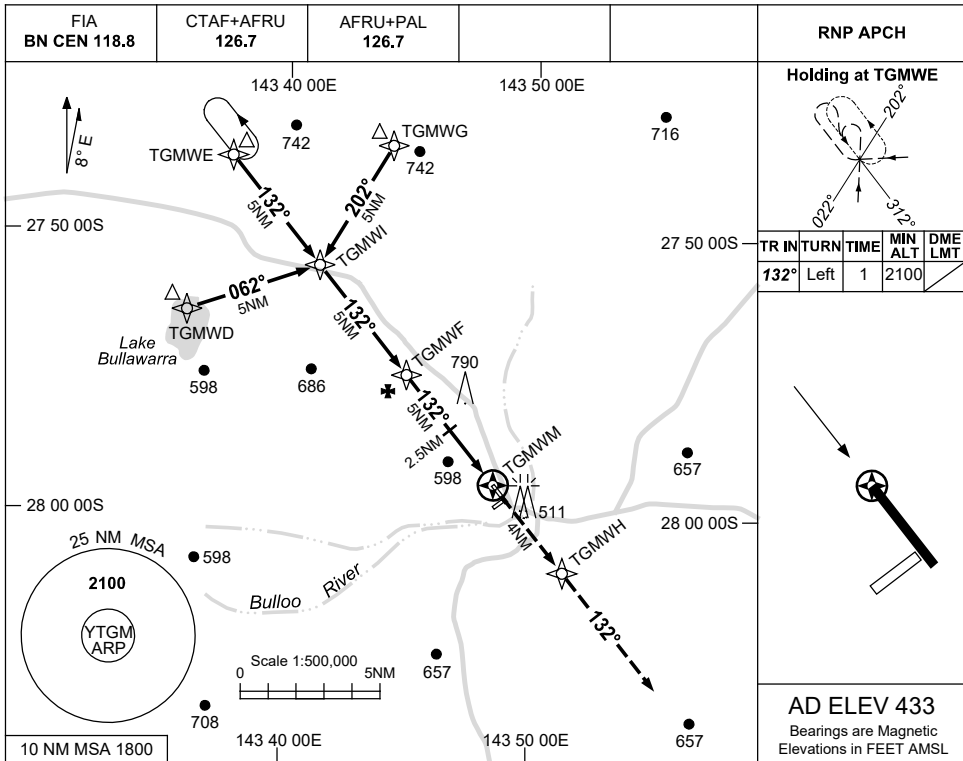 FIA
BN CEN 118.8
CTAF+AFRU
126.7
AFRU+PAL
126.7
RNP APCH
143 40 00E
143 50 00E
8° E
TGMWE
742
TGMWG
742
716
132°
5NM
202°
5NM
27 50 00S
27 50 00S
TGMWI
062°
5NM
TGMWD
Lake
Bullawarra
132°
5NM
TGMWF
598
686
790
132°
5NM
2.5NM
TGMWM
598
657
511
28 00 00S
28 00 00S
4NM
TGMWH
132°
25 NM MSA
2100
YTGM
ARP
598
Bulloo River
Scale 1:500,000
0 5NM
657
708
657
10 NM MSA 1800
143 40 00E
143 50 00E
Holding at TGMWE
202°
022°
312°
TR IN TURN TIME MIN ALT DME LMT
132° Left 1 2100
AD ELEV 433
Bearings are Magnetic
Elevations in FEET AMSL